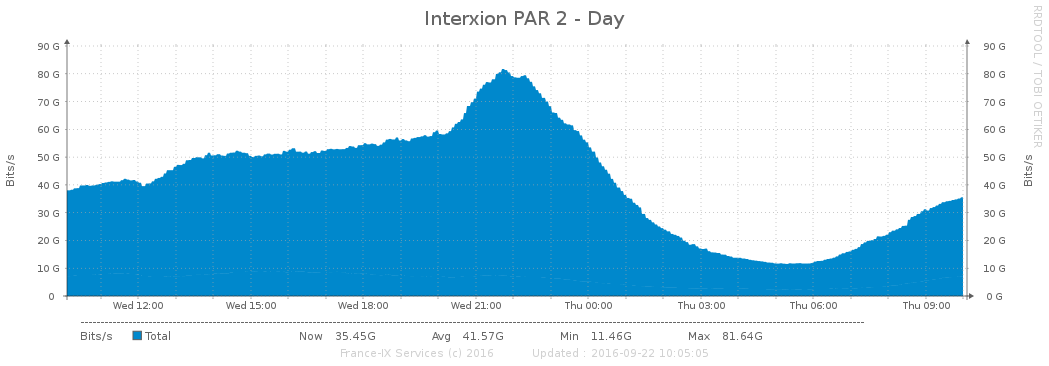 Interxion PAR 2 - Day
RRDTOOL / TOBI OETIKER
90 G 90 G
80 G 80 G
70 G 70 G
60 G 60 G
50 G 50 G
40 G 40 G
30 G 30 G
20 G 20 G
10 G 10 G
0 0 G
Bits/s
Bits/s
Wed 12:00 Wed 15:00 Wed 18:00 Wed 21:00 Thu 00:00 Thu 03:00 Thu 06:00 Thu 09:00
Bits/s Total Now 35.45G Avg 41.57G Min 11.46G Max 81.64G
France-IX Services (c) 2016 Updated : 2016-09-22 10:05:05